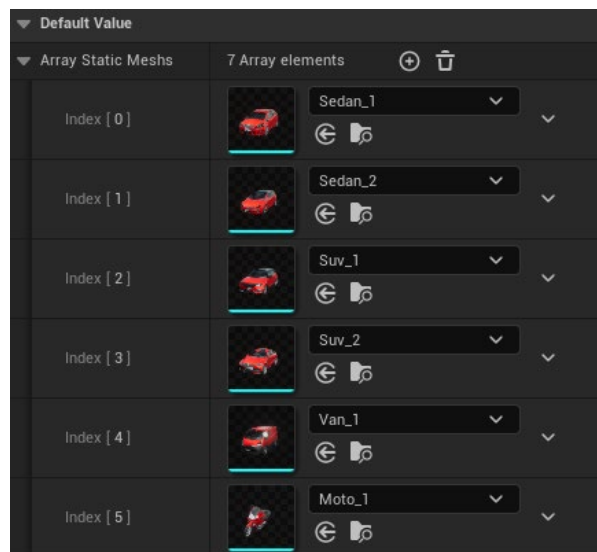 Default Value
Array Static Meshs 7 Array elements
Index [ 0 ] Sedan_1
Index [ 1 ] Sedan_2
Index [ 2 ] Suv_1
Index [ 3 ] Suv_2
Index [ 4 ] Van_1
Index [ 5 ] Moto_1